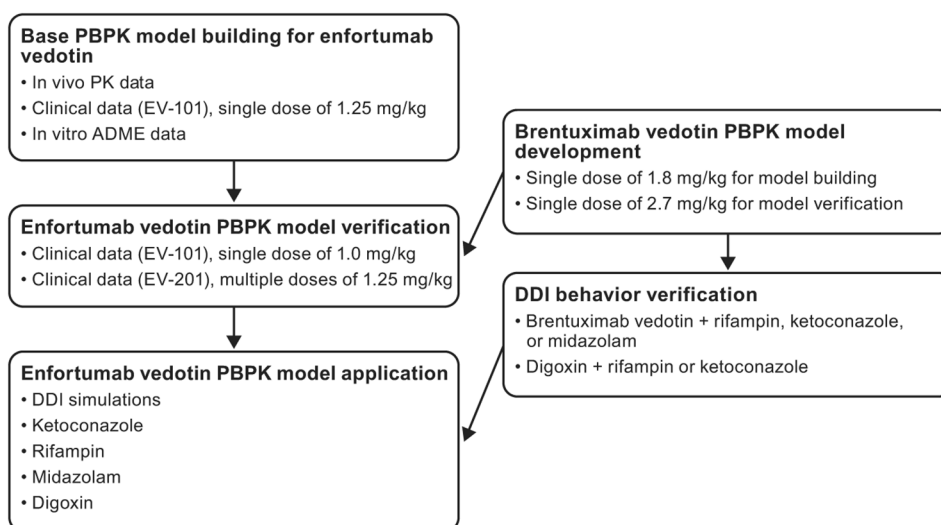 Base PBPK model building for enfortumab
vedotin
• In vivo PK data
• Clinical data (EV-101), single dose of 1.25 mg/kg
• In vitro ADME data
Brentuximab vedotin PBPK model
development
• Single dose of 1.8 mg/kg for model building
• Single dose of 2.7 mg/kg for model verification
Enfortumab vedotin PBPK model verification
• Clinical data (EV-101), single dose of 1.0 mg/kg
• Clinical data (EV-201), multiple doses of 1.25 mg/kg
DDI behavior verification
• Brentuximab vedotin + rifampin, ketoconazole,
or midazolam
• Digoxin + rifampin or ketoconazole
Enfortumab vedotin PBPK model application
• DDI simulations
• Ketoconazole
• Rifampin
• Midazolam
• Digoxin